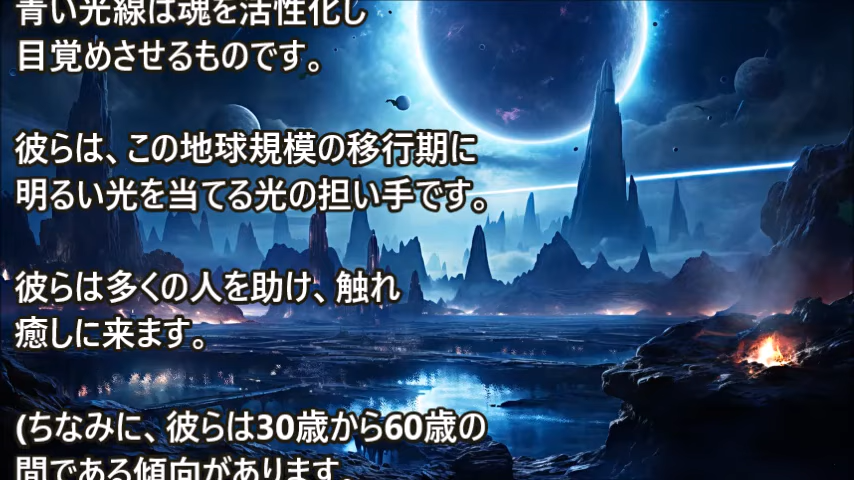 青い光線は魂を活性化し
目覚めさせるものです。
彼らは、この地球規模の移行期に
明るい光を当てる光の担い手です。
彼らは多くの人を助け、触れ
癒しに来ます。
(ちなみに、彼らは30歳から60歳の
間である傾向があります。